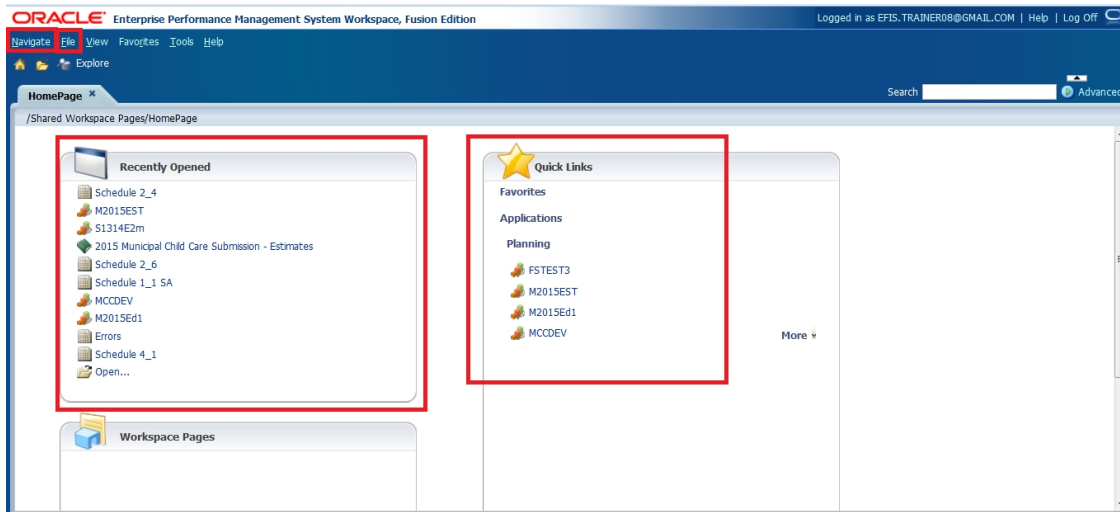 ORACLE® Enterprise Performance Management System Workspace, Fusion Edition
Logged in as EFIS.TRAINER08@GMAIL.COM | Help | Log Off
Navigate File View Favorites Tools Help
Explore
HomePage ×
Search
Advanced
/Shared Workspace Pages/HomePage
Recently Opened
Schedule 2_4
M2015EST
S1314E2m
2015 Municipal Child Care Submission - Estimates
Schedule 2_6
Schedule 1_1 SA
MCCDEV
M2015Ed1
Errors
Schedule 4_1
Open...
Quick Links
Favorites
Applications
Planning
FSTEST3
M2015EST
M2015Ed1
MCCDEV
More
Workspace Pages